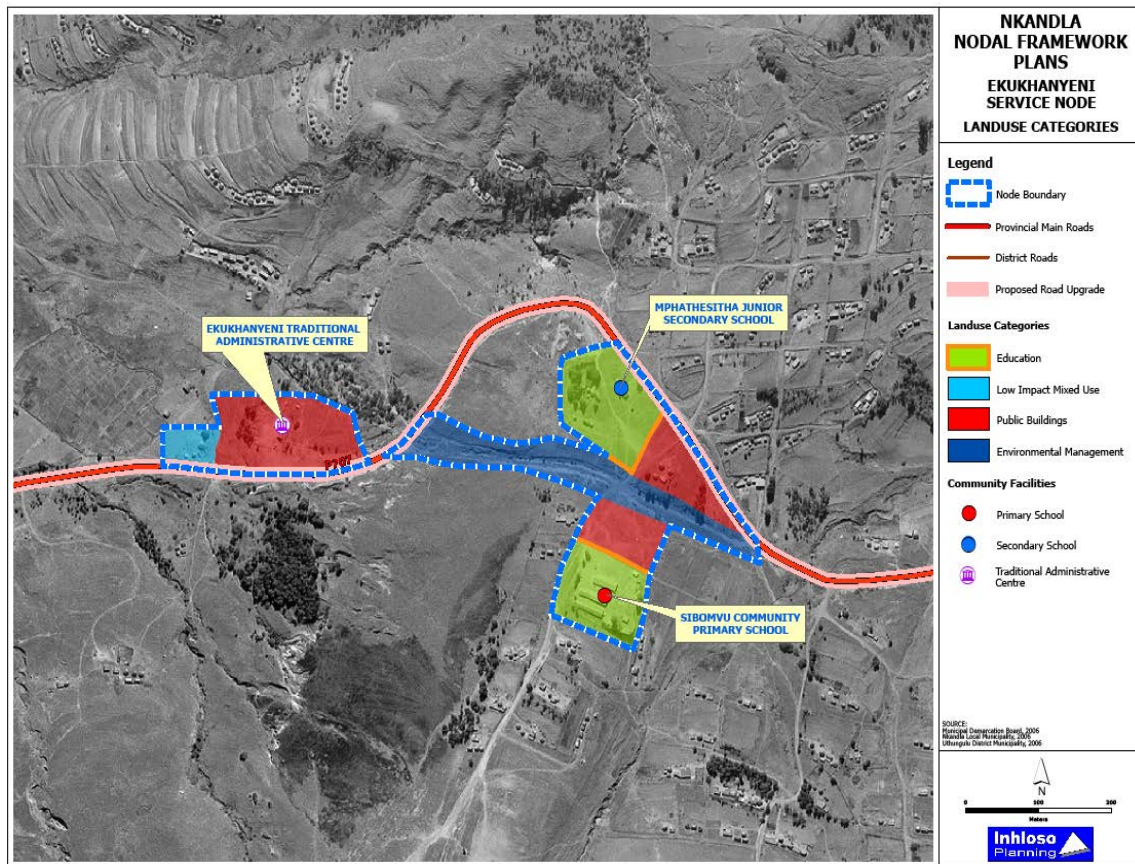 NKANDLA
NODAL FRAMEWORK
PLANS
EKUKHANYENI
SERVICE NODE
LANDUSE CATEGORIES
Legend
Node Boundary
Provincial Main Roads
District Roads
Proposed Road Upgrade
Landuse Categories
Education
Low Impact Mixed Use
Public Buildings
Environmental Management
Community Facilities
Primary School
Secondary School
Traditional Administrative
Centre
EKUKHANYENI TRADITIONAL
ADMINISTRATIVE CENTRE
MPHATHESITHA JUNIOR
SECONDARY SCHOOL
P707
SIBOMVU COMMUNITY
PRIMARY SCHOOL
SOURCE:
Municipal Demarcation Board, 2006
Nkandla Local Municipality, 2006
Uthungulu District Municipality, 2006
N
0 100 200
Meters
Inhloso
Planning